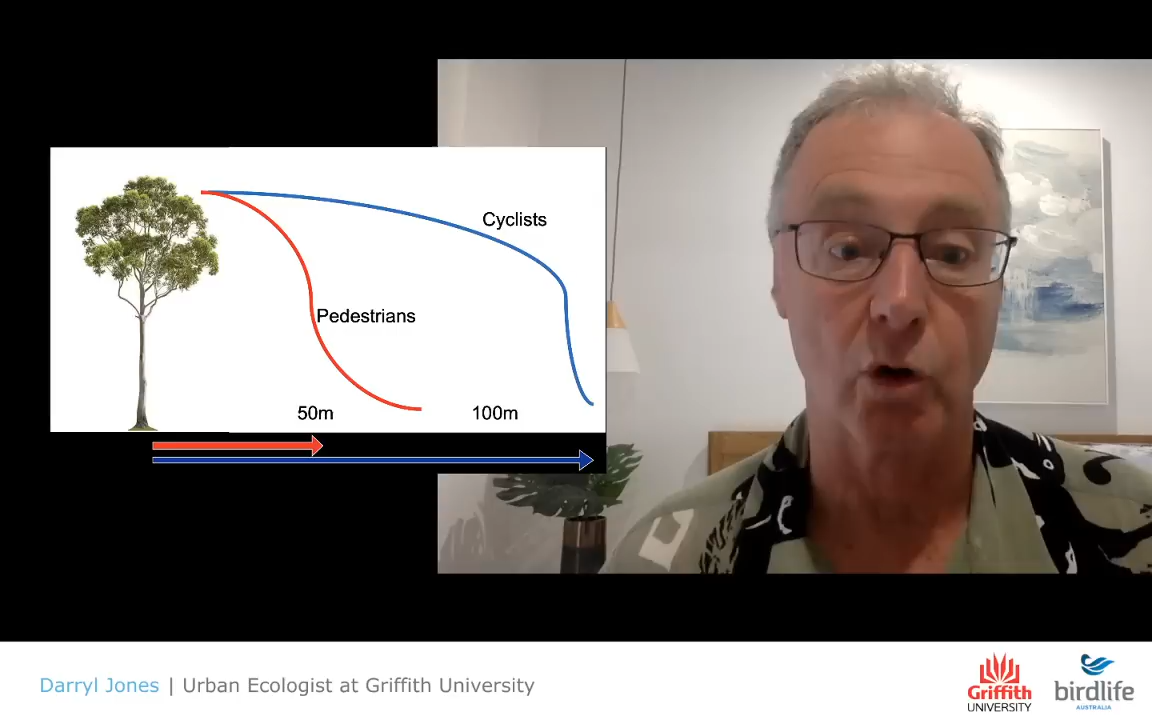 Cyclists
Pedestrians
50m 100m
Darryl Jones | Urban Ecologist at Griffith University
Griffith
UNIVERSITY
birdlife
AUSTRALIA